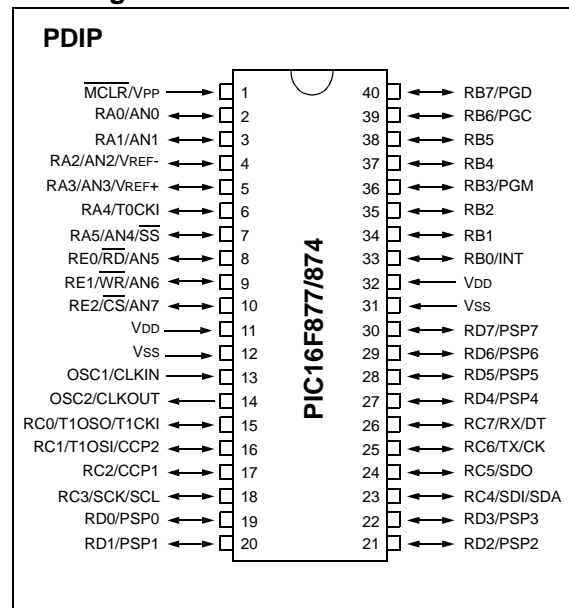 PDIP
MCLR/VPP 1 40 RB7/PGD
RA0/AN0 2 39 RB6/PGC
RA1/AN1 3 38 RB5
RA2/AN2/VREF- 4 37 RB4
RA3/AN3/VREF+ 5 36 RB3/PGM
RA4/T0CKI 6 35 RB2
RA5/AN4/SS 7 34 RB1
RE0/RD/AN5 8 33 RB0/INT
RE1/WR/AN6 9 32 VDD
RE2/CS/AN7 10 31 VSS
VDD 11 30 RD7/PSP7
VSS 12 29 RD6/PSP6
OSC1/CLKIN 13 28 RD5/PSP5
OSC2/CLKOUT 14 27 RD4/PSP4
RC0/T1OSO/T1CKI 15 26 RC7/RX/DT
RC1/T1OSI/CCP2 16 25 RC6/TX/CK
RC2/CCP1 17 24 RC5/SDO
RC3/SCK/SCL 18 23 RC4/SDI/SDA
RD0/PSP0 19 22 RD3/PSP3
RD1/PSP1 20 21 RD2/PSP2
PIC16F877/874